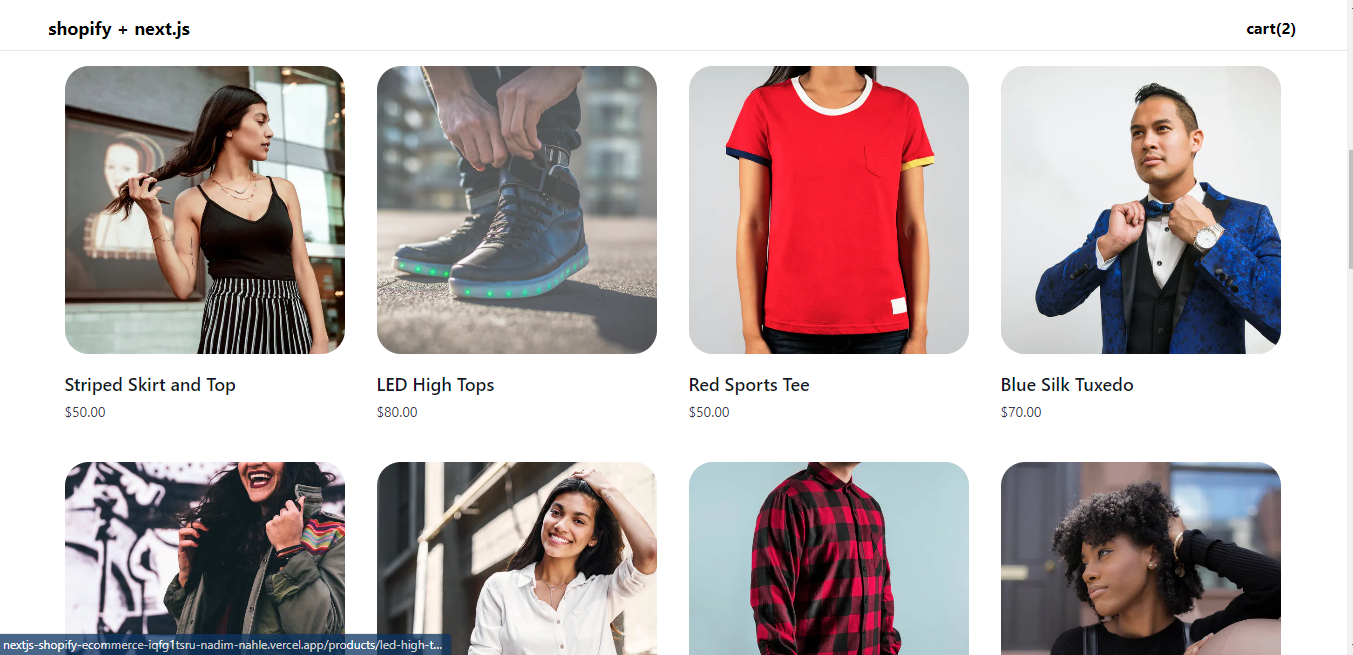 shopify + next.js
cart(2)
Striped Skirt and Top
$50.00
LED High Tops
$80.00
Red Sports Tee
$50.00
Blue Silk Tuxedo
$70.00
nextjs-shopify-ecommerce-iqfg1tsru-nadim-nahle.vercel.app/products/led-high-t...